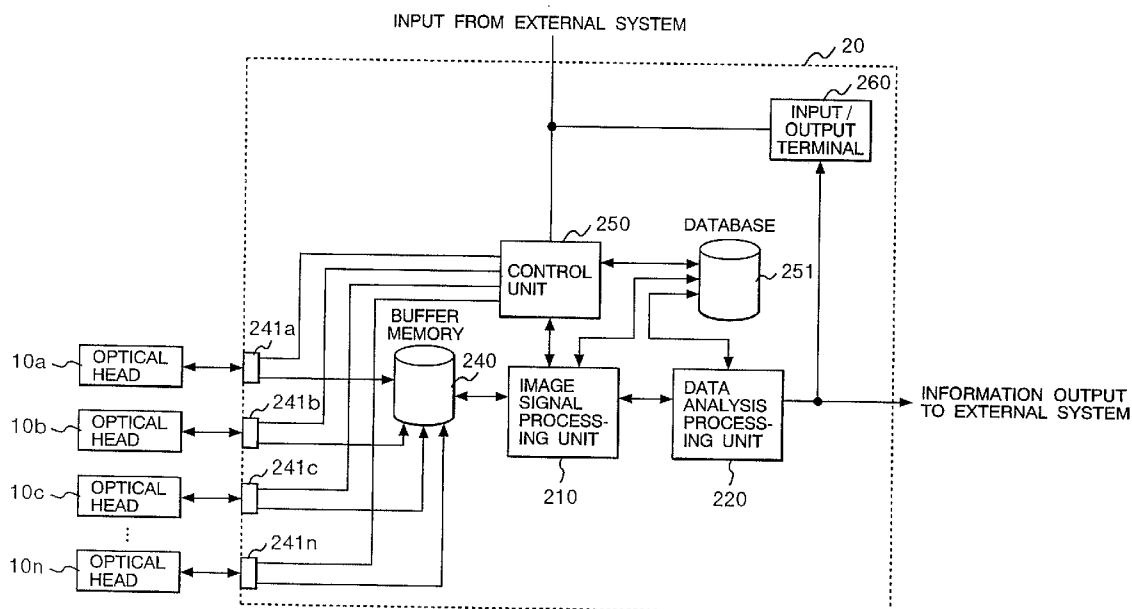 INPUT FROM EXTERNAL SYSTEM
20
260
INPUT /
OUTPUT
TERMINAL
250
DATABASE
CONTROL
UNIT
251
BUFFER
MEMORY
241a
10a
OPTICAL
HEAD
240
241b
IMAGE
SIGNAL
PROCESS-
ING UNIT
DATA
ANALYSIS
PROCESS-
ING UNIT
INFORMATION OUTPUT
TO EXTERNAL SYSTEM
10b
OPTICAL
HEAD
241c
210
220
10c
OPTICAL
HEAD
241n
10n
OPTICAL
HEAD